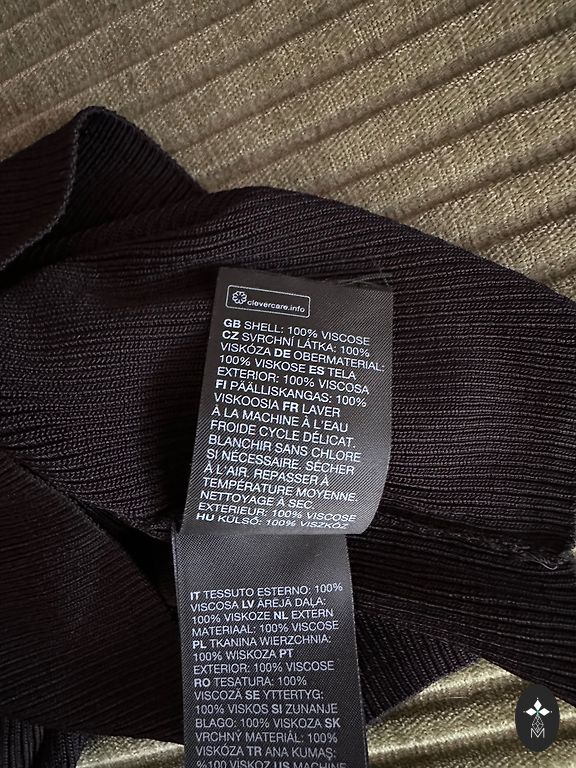 clevercare.info
GB SHELL: 100% VISCOSE
CZ SVRCHNÍ LÁTKA: 100%
VISKÓZA DE OBERMATERIAL:
100% VISKOSE ES TELA
EXTERIOR: 100% VISCOSA
FI PÄÄLLISKANGAS: 100%
VISKOOSIA FR LAVER
À LA MACHINE À L'EAU
FROIDE CYCLE DÉLICAT.
BLANCHIR SANS CHLORE
SI NÉCESSAIRE. SÉCHER
À L'AIR. REPASSER À
TEMPÉRATURE MOYENNE.
NETTOYAGE À SEC.
EXTERIEUR: 100% VISCOSE
HU KÜLSŐ: 100% VISZKÓZ
IT TESSUTO ESTERNO: 100%
VISCOSA LV ĀRĒJĀ DAĻA:
100% VISKOZE NL EXTERN
MATERIAAL: 100% VISCOSE
PL TKANINA WIERZCHNIA:
100% WISKOZA PT
EXTERIOR: 100% VISCOSE
RO TESATURA: 100%
VISCOZĂ SE YTTERTYG:
100% VISKOS SI ZUNANJE
BLAGO: 100% VISKOZA SK
VRCHNÝ MATERIÁL: 100%
VISKÓZA TR ANA KUMAŞ:
%100 VİSKOZ US MACHINE
M